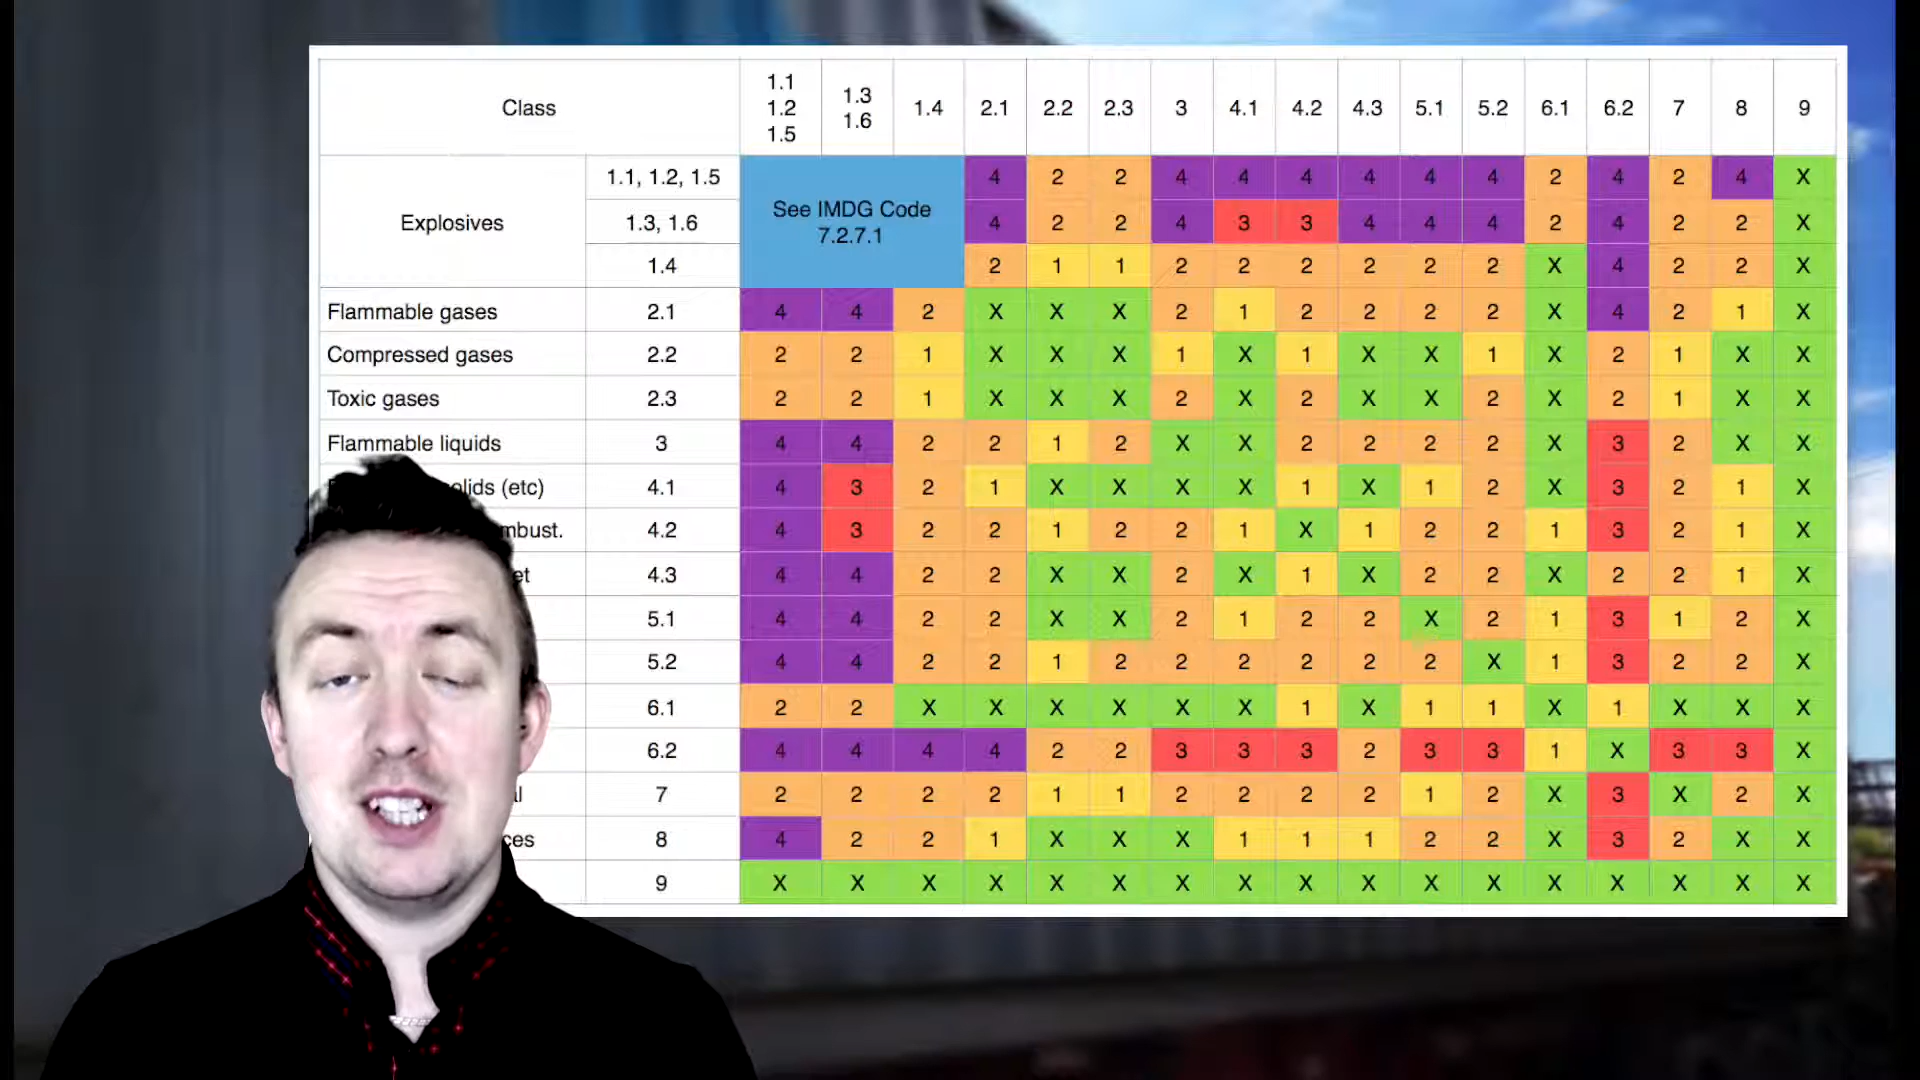 Class 1.1 1.2 1.5 1.3 1.6 1.4 2.1 2.2 2.3 3 4.1 4.2 4.3 5.1 5.2 6.1 6.2 7 8 9
Explosives
See IMDG Code
7.2.7.1
1.1, 1.2, 1.5 4 2 2 4 4 4 4 4 4 2 4 2 4 X
1.3, 1.6 4 2 2 4 3 3 4 4 4 2 4 2 2 X
1.4 2 1 1 2 2 2 2 2 2 X 4 2 2 X
Flammable gases 2.1 4 4 2 X X X 2 1 2 2 2 2 X 4 2 1 X
Compressed gases 2.2 2 2 1 X X X 1 X 1 X X 1 X 2 1 X X
Toxic gases 2.3 2 2 1 X X X 2 X 2 X X 2 X 2 1 X X
Flammable liquids 3 4 4 2 2 1 2 X X 2 2 2 2 X 3 2 X X
olids (etc) 4.1 4 3 2 1 X X X X 1 X 1 2 X 3 2 1 X
mbust. 4.2 4 3 2 2 1 2 2 1 X 1 2 2 1 3 2 1 X
et 4.3 4 4 2 2 X X 2 X 1 X 2 2 X 2 2 1 X
5.1 4 4 2 2 X X 2 1 2 2 X 2 1 3 1 2 X
5.2 4 4 2 2 1 2 2 2 2 2 2 X 1 3 2 2 X
6.1 2 2 X X X X X X 1 X 1 1 X 1 X X X
6.2 4 4 4 4 2 2 3 3 3 2 3 3 1 X 3 3 X
al 7 2 2 2 2 1 1 2 2 2 2 1 2 X 3 X 2 X
ces 8 4 2 2 1 X X X 1 1 1 2 2 X 3 2 X X
9 X X X X X X X X X X X X X X X X X